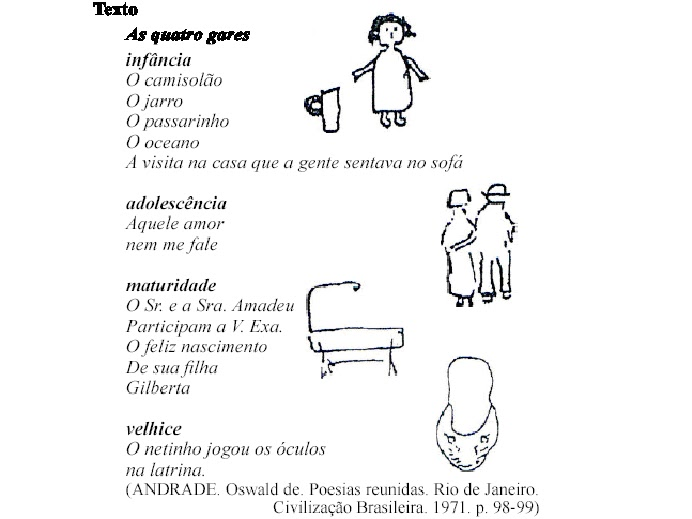 Texto
As quatro gares
infância
O camisolão
O jarro
O passarinho
O oceano
A visita na casa que a gente sentava no sofá
adolescência
Aquele amor
nem me fale
maturidade
O Sr. e a Sra. Amadeu
Participam a V. Exa.
O feliz nascimento
De sua filha
Gilberta
velhice
O netinho jogou os óculos
na latrina.
(ANDRADE. Oswald de. Poesias reunidas. Rio de Janeiro.
Civilização Brasileira. 1971. p. 98-99)